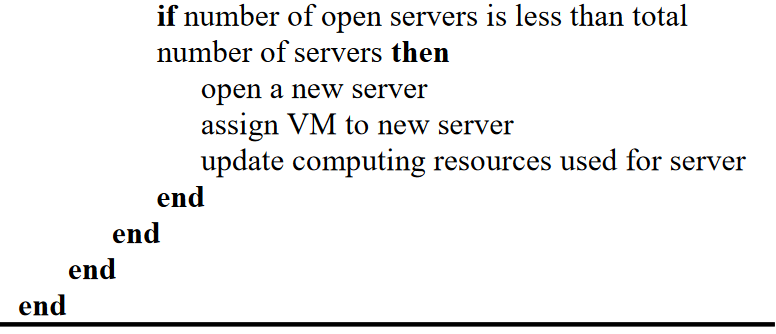 if number of open servers is less than total
number of servers then
open a new server
assign VM to new server
update computing resources used for server
end
end
end
end